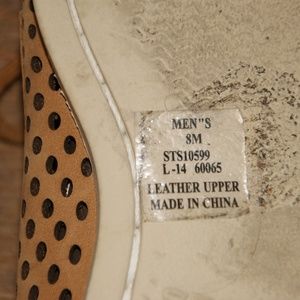 MEN"S
8M
STS10599
L-14 60065
LEATHER UPPER
MADE IN CHINA